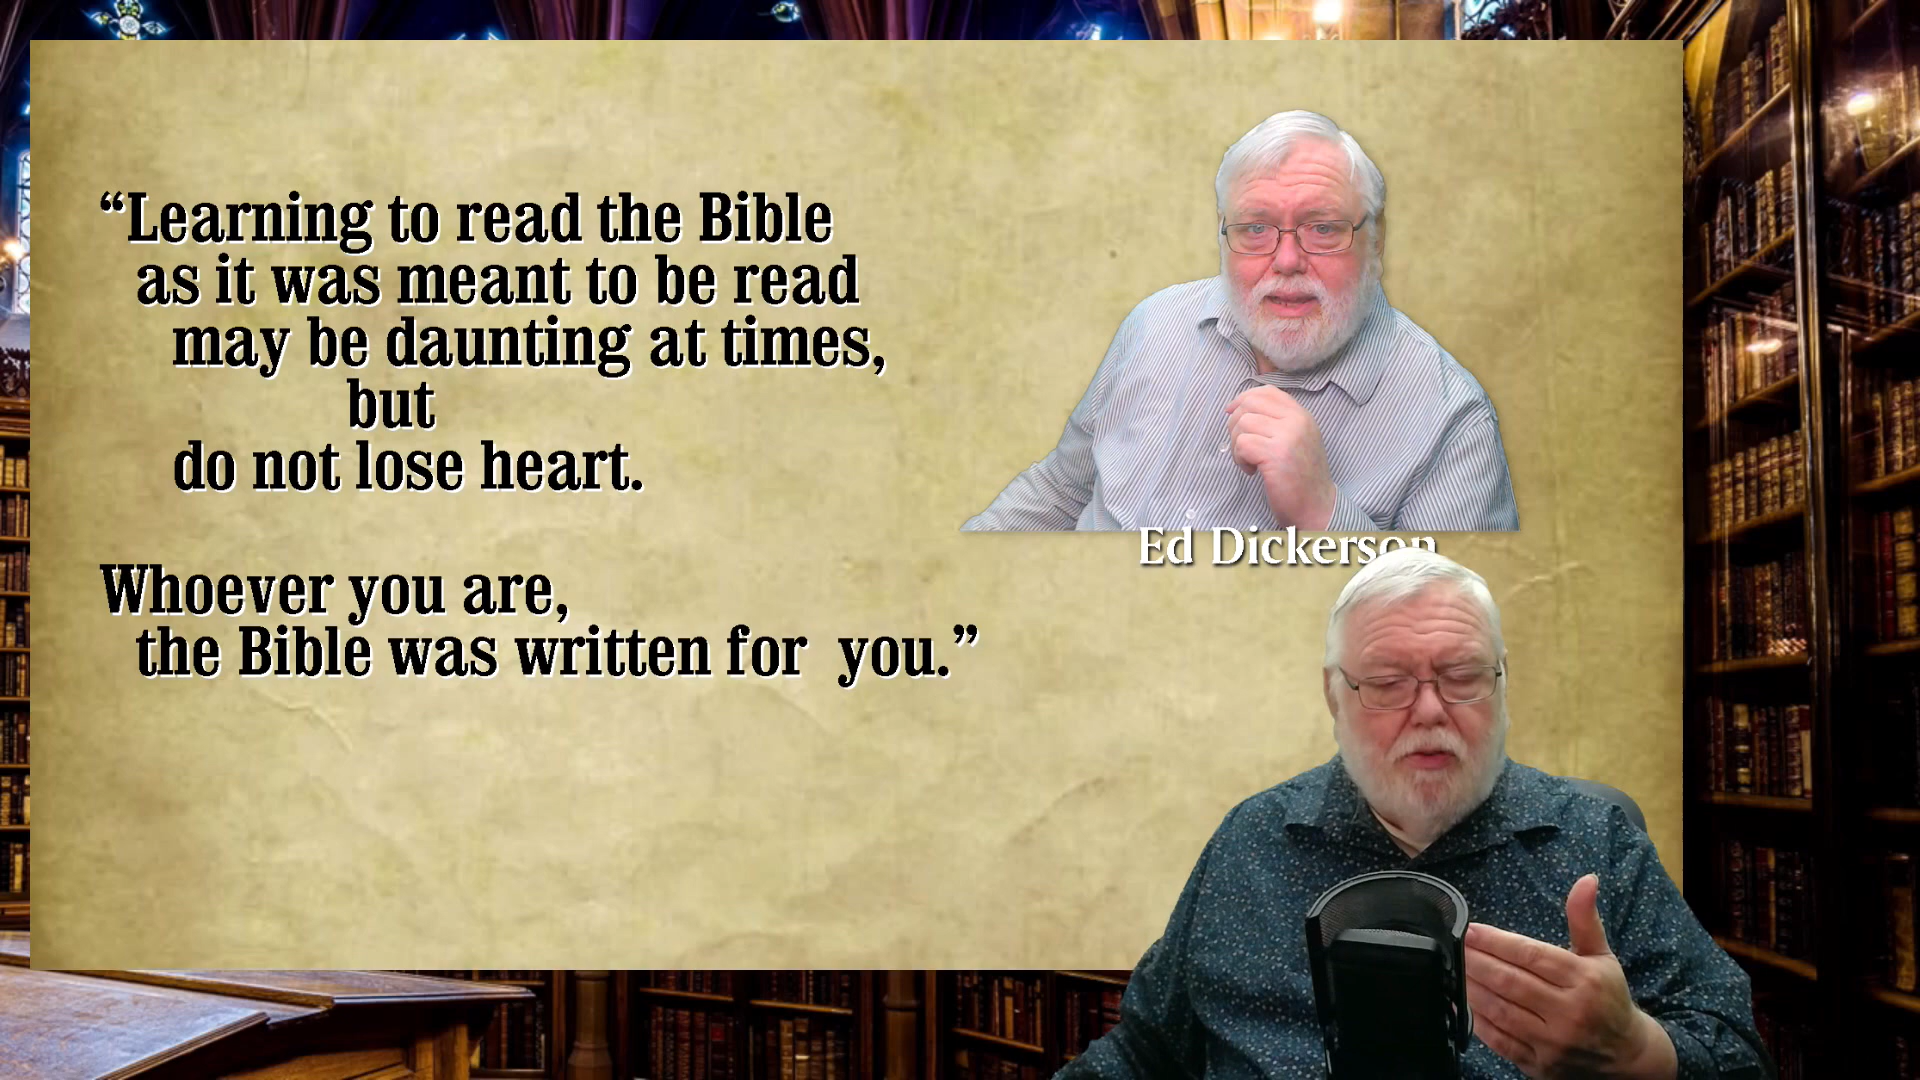 “Learning to read the Bible
as it was meant to be read
may be daunting at times,
but
do not lose heart.
Whoever you are,
the Bible was written for you.”
Ed Dickerson